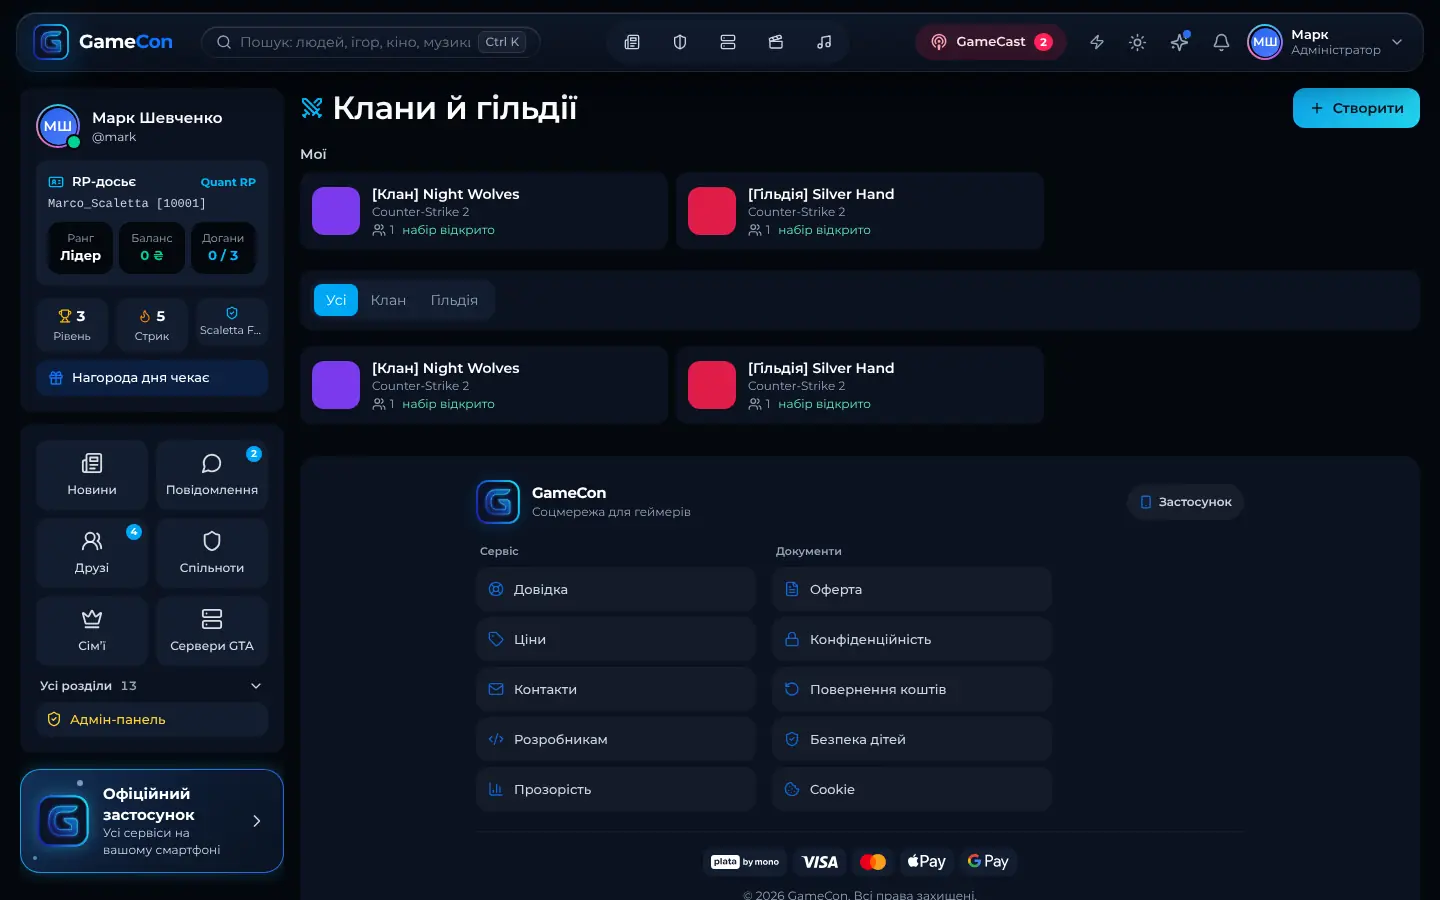 GameCon
Пошук: людей, ігор, кіно, музики
Ctrl K
GameCast 2
МШ
Марк
Адміністратор
МШ
Марк Шевченко
@mark
RP-досьє
Quant RP
Marco_Scaletta [10001]
Ранг
Лідер
Баланс
0 ₴
Догани
0 / 3
3
Рівень
5
Стрик
Scaletta F...
Нагорода дня чекає
Новини
2
Повідомлення
4
Друзі
Спільноти
Сім'ї
Сервери GTA
Усі розділи 13
Адмін-панель
Офіційний
застосунок
Усі сервіси на
вашому смартфоні
Клани й гільдії
+ Створити
Мої
[Клан] Night Wolves
Counter-Strike 2
1 набір відкрито
[Гільдія] Silver Hand
Counter-Strike 2
1 набір відкрито
Усі
Клан
Гільдія
[Клан] Night Wolves
Counter-Strike 2
1 набір відкрито
[Гільдія] Silver Hand
Counter-Strike 2
1 набір відкрито
GameCon
Соцмережа для геймерів
Застосунок
Сервіс
Довідка
Ціни
Контакти
Розробникам
Прозорість
Документи
Оферта
Конфіденційність
Повернення коштів
Безпека дітей
Cookie
plata by mono
VISA
Pay
G Pay
© 2026 GameCon. Всі права захищені.